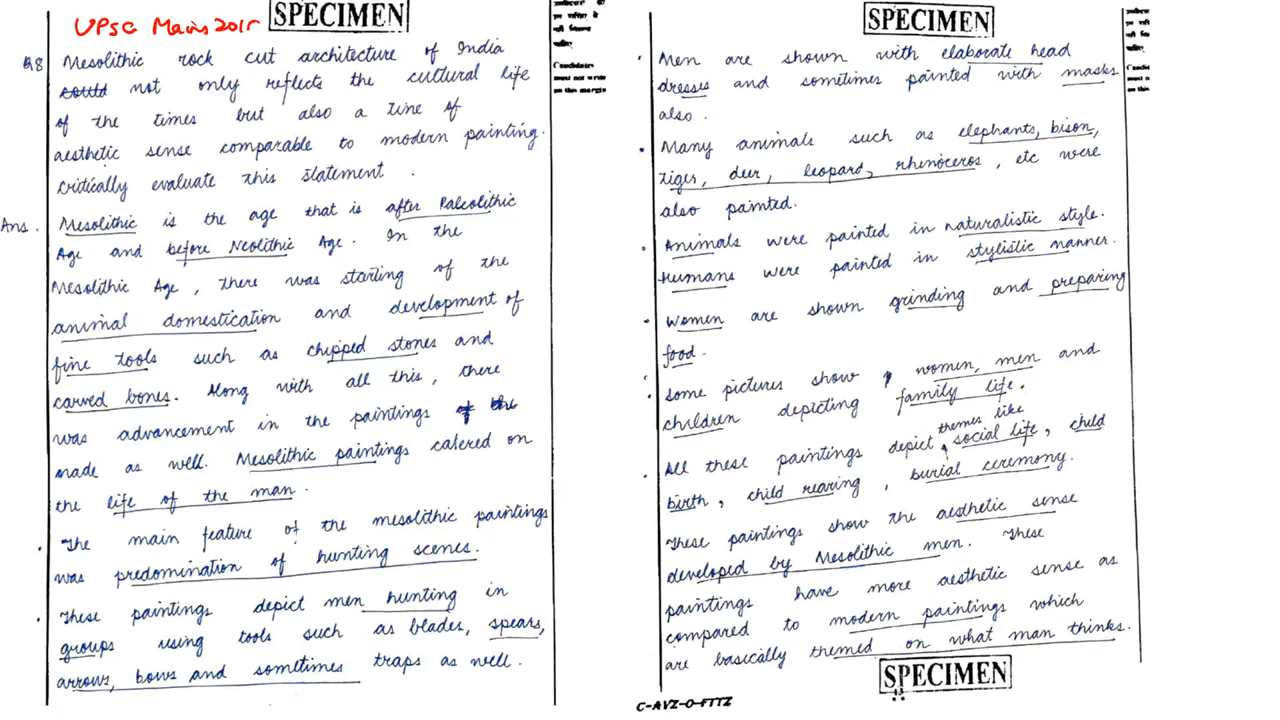 UPSC Mains 2015
SPECIMEN
Candidates
must not write
on this margin
Q8 Mesolithic rock cut architecture of India
could not only reflects the cultural life
of the times but also a fine of
aesthetic sense comparable to modern painting.
Critically evaluate this statement.
Ans. Mesolithic is the age that is after Paleolithic
Age and before Neolithic Age. In the
Mesolithic Age, there was starting of the
animal domestication and development of
fine tools such as chipped stones and
carved bones. Along with all this, there
was advancement in the paintings of the
made as well. Mesolithic paintings catered on
the life of the man.
. The main feature of the mesolithic paintings
was predomination of hunting scenes.
. These paintings depict men hunting in
groups using tools such as blades, spears,
arrows, bows and sometimes traps as well.
SPECIMEN
. Men are shown with elaborate head
dresses and sometimes painted with masks
also.
. Many animals such as elephants, bison,
tiger, deer, leopard, rhenoceros, etc were
also painted.
. Animals were painted in naturalistic style.
Humans were painted in stylistic manner.
. Women are shown grinding and preparing
food.
. Some pictures show women, men and
children depicting family life.
. All these paintings depict themes like social life, child
birth, child rearing, burial ceremony.
These paintings show the aesthetic sense
developed by Mesolithic men. These
paintings have more aesthetic sense as
compared to modern paintings which
are basically themed on what man thinks.
SPECIMEN
13
C-AVZ-O-FTTZ